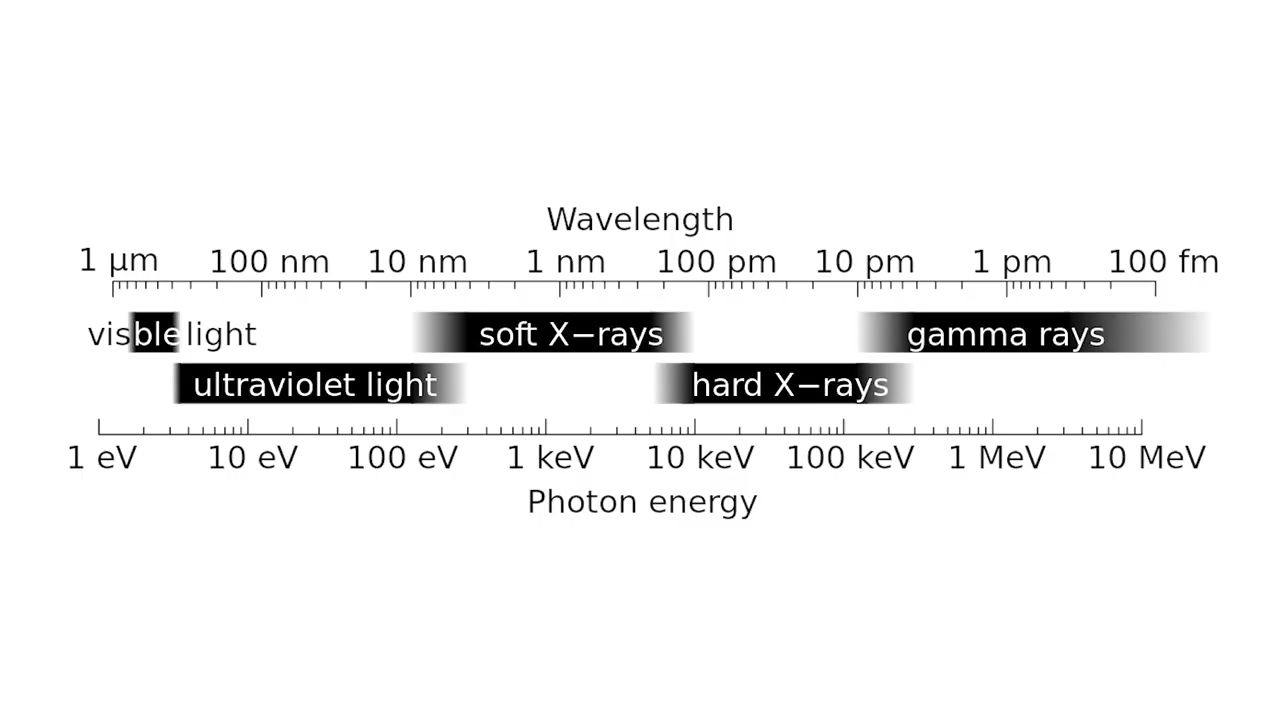 Wavelength
1 μm 100 nm 10 nm 1 nm 100 pm 10 pm 1 pm 100 fm
visble light soft X−rays gamma rays
ultraviolet light hard X−rays
1 eV 10 eV 100 eV 1 keV 10 keV 100 keV 1 MeV 10 MeV
Photon energy